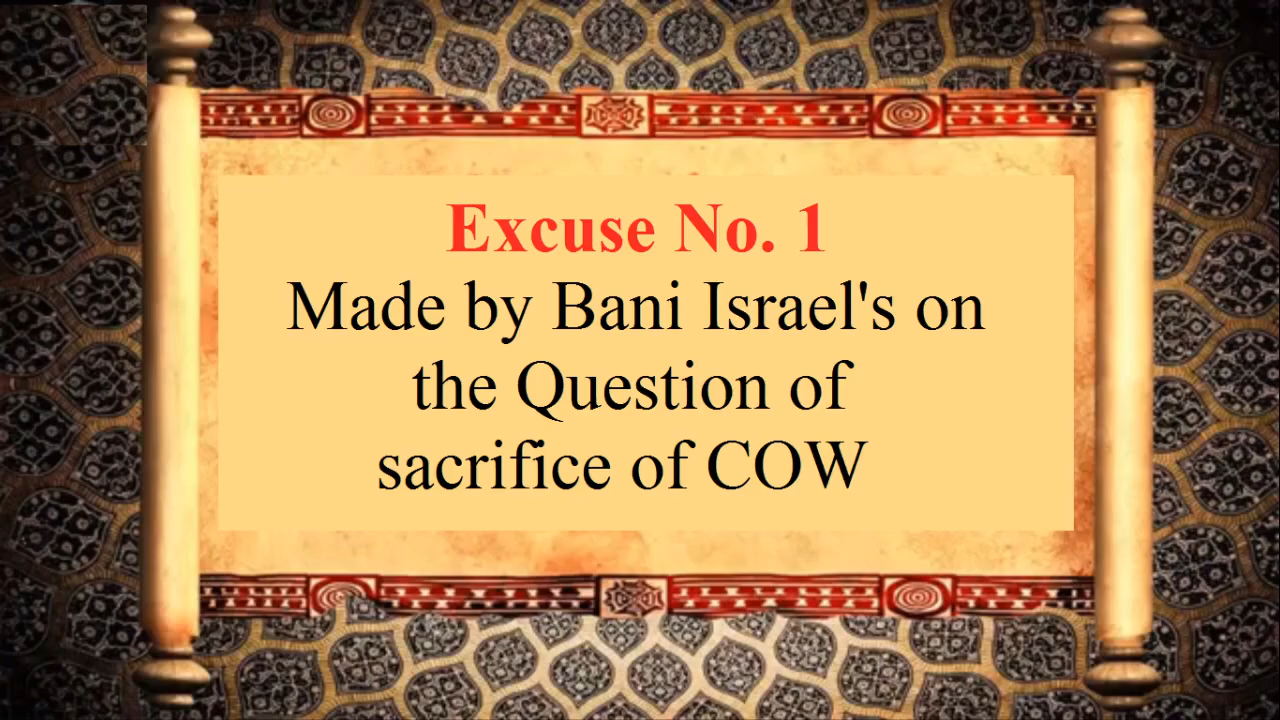 Excuse No. 1
Made by Bani Israel's on
the Question of
sacrifice of COW